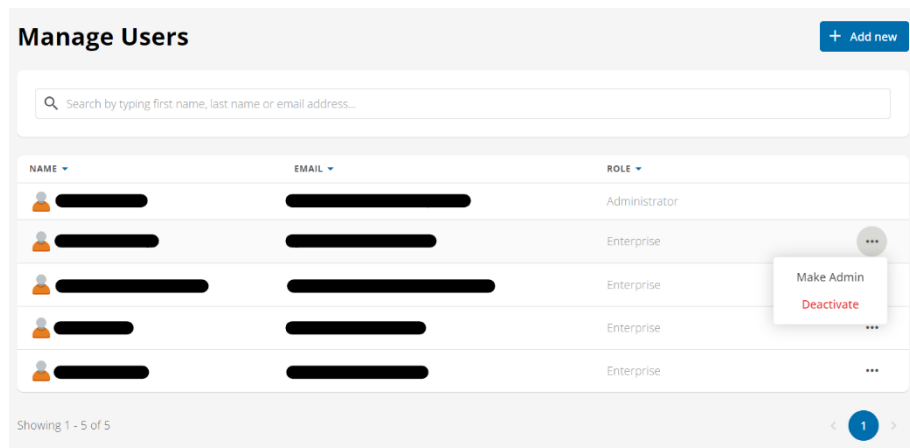 Manage Users
+ Add new
Search by typing first name, last name or email address...
NAME EMAIL ROLE
Administrator
Enterprise
Make Admin
Enterprise
Deactivate
Enterprise
Enterprise
Showing 1 - 5 of 5
< 1 >